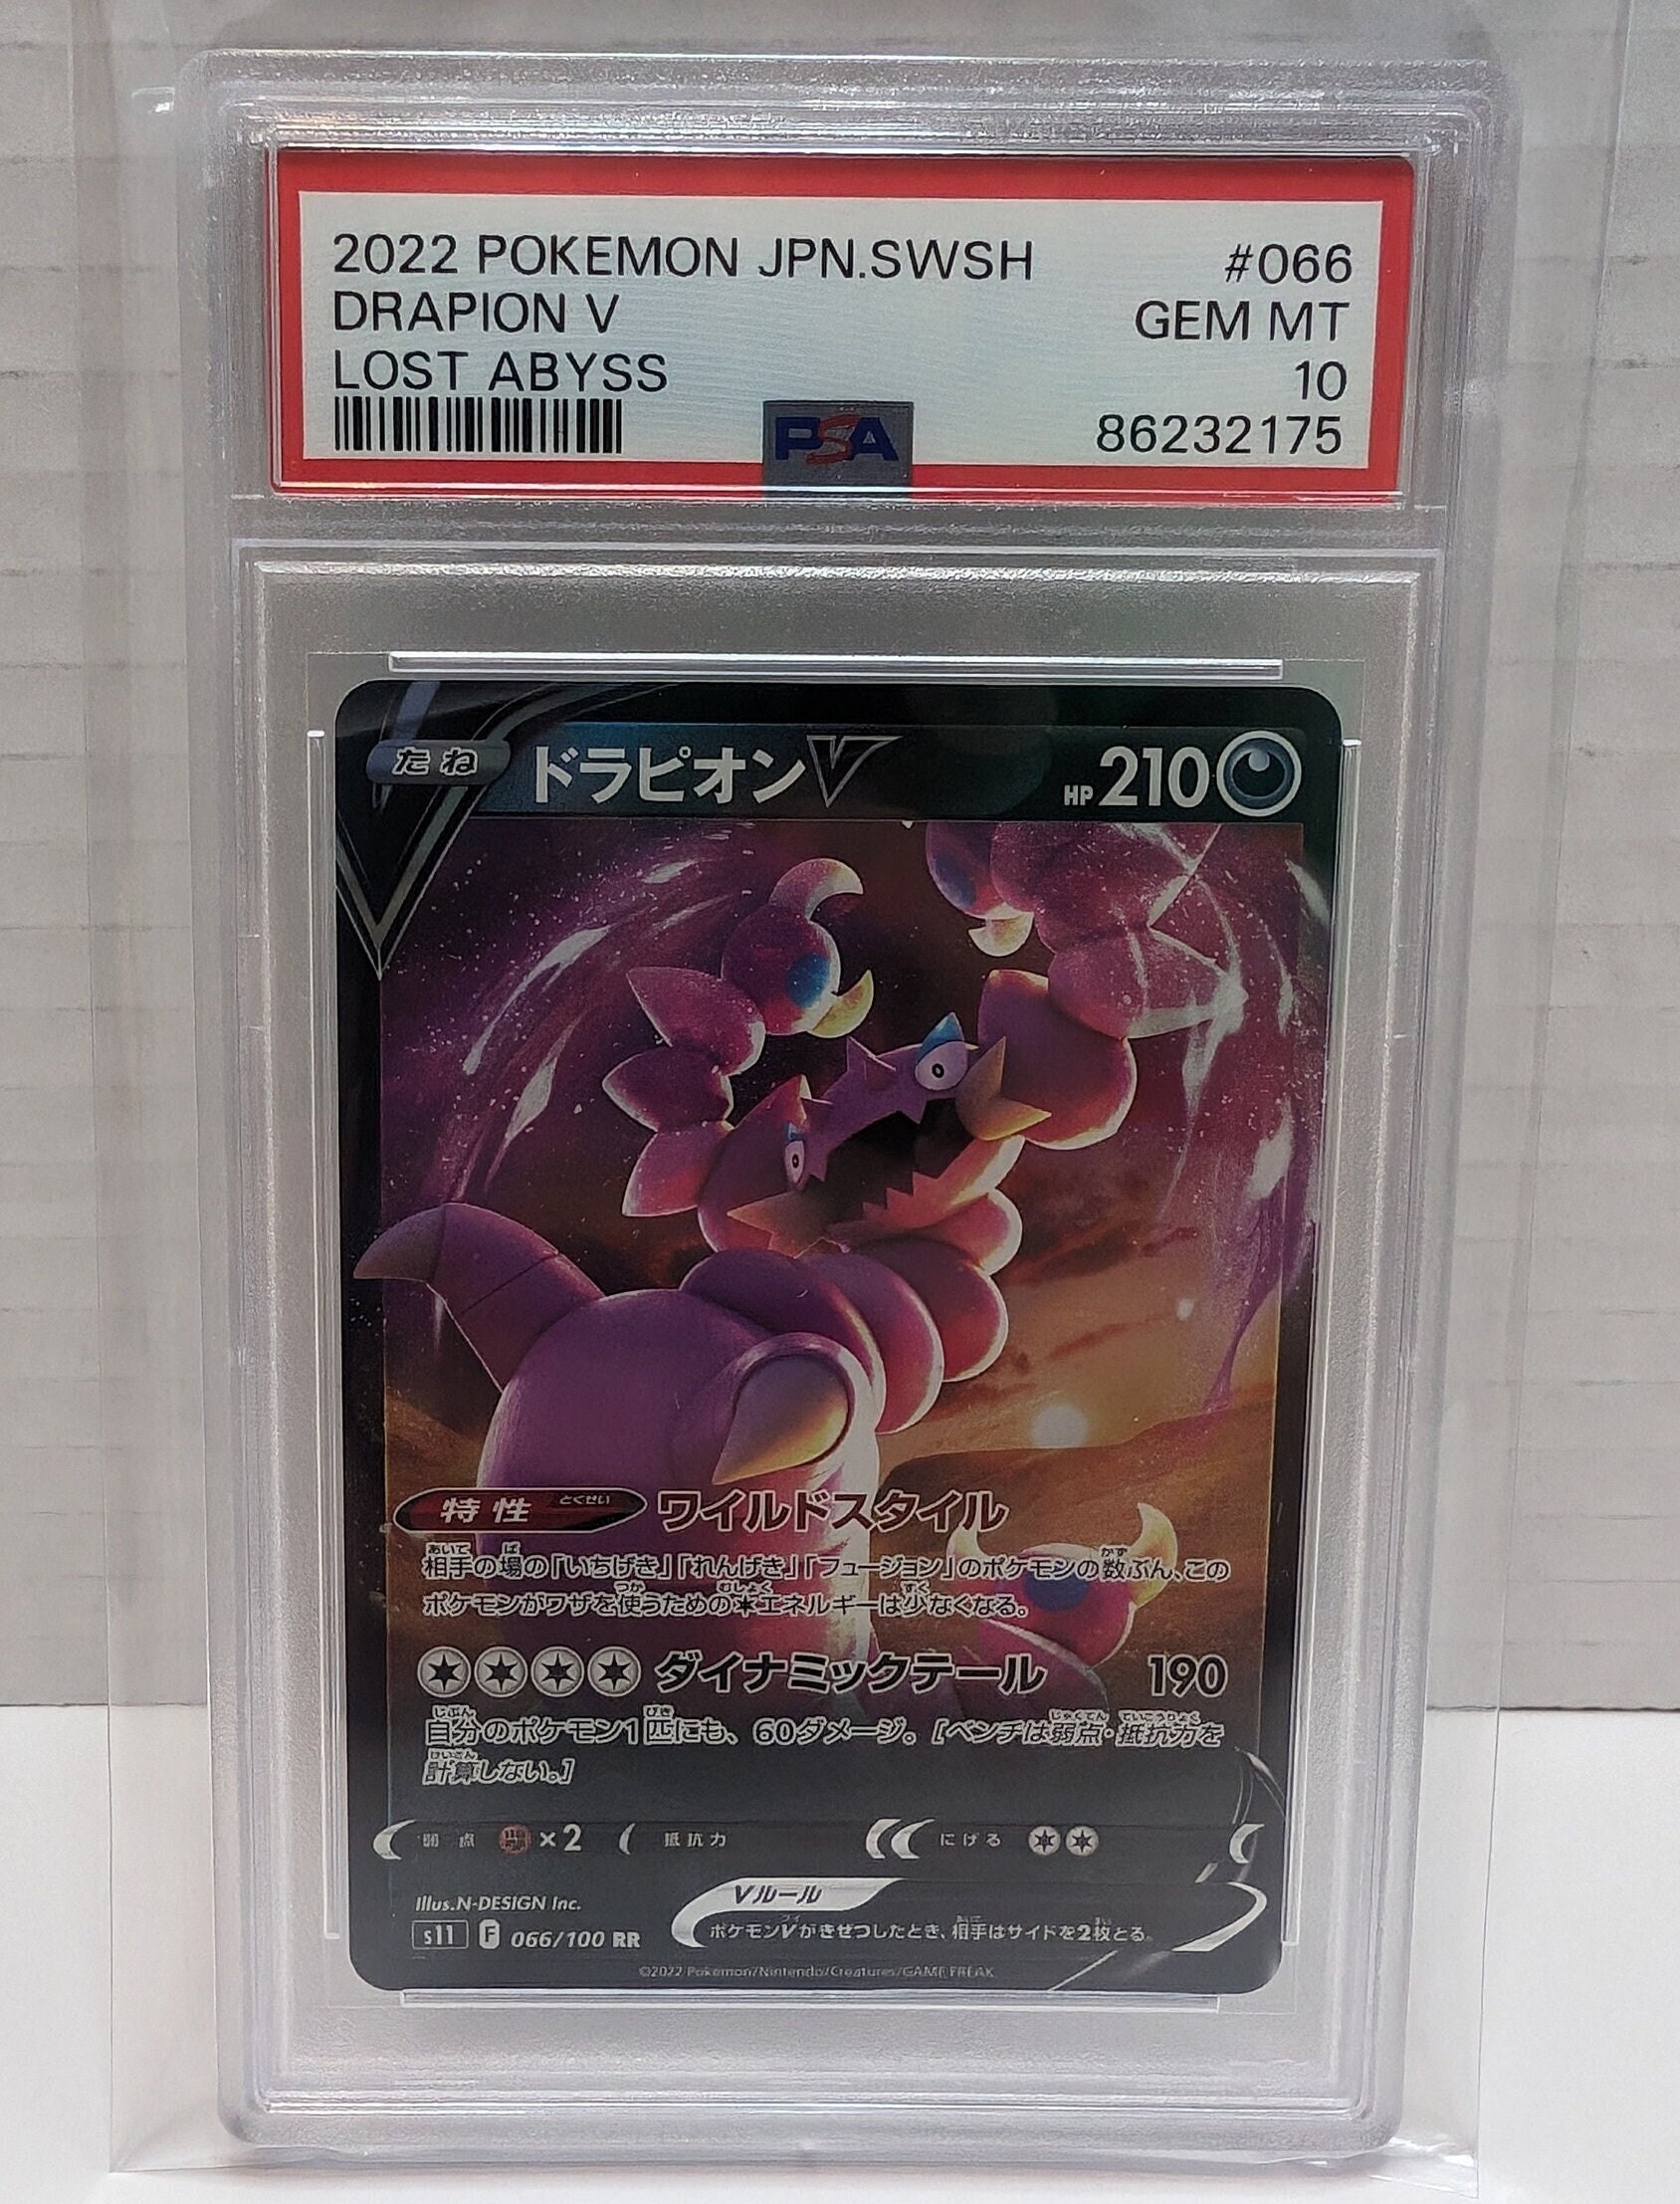 2022 POKEMON JPN.SWSH #066
DRAPION V GEM MT
LOST ABYSS 10
PSA 86232175
たね ドラピオンV HP 210
特性 とくせい ワイルドスタイル
相手の場の「いちげき」「れんげき」「フュージョン」のポケモンの数ぶん、この
ポケモンがワザを使うための エネルギーは少なくなる。
ダイナミックテール 190
自分のポケモン1匹にも、60ダメージ。[ベンチは弱点・抵抗力を
計算しない。]
弱点 ×2 抵抗力 にげる
Illus.N-DESIGN Inc. Vルール
ポケモンVがきぜつしたとき、相手はサイドを2枚とる。
s11 F 066/100 RR
©2022 Pokémon/Nintendo/Creatures/GAME FREAK